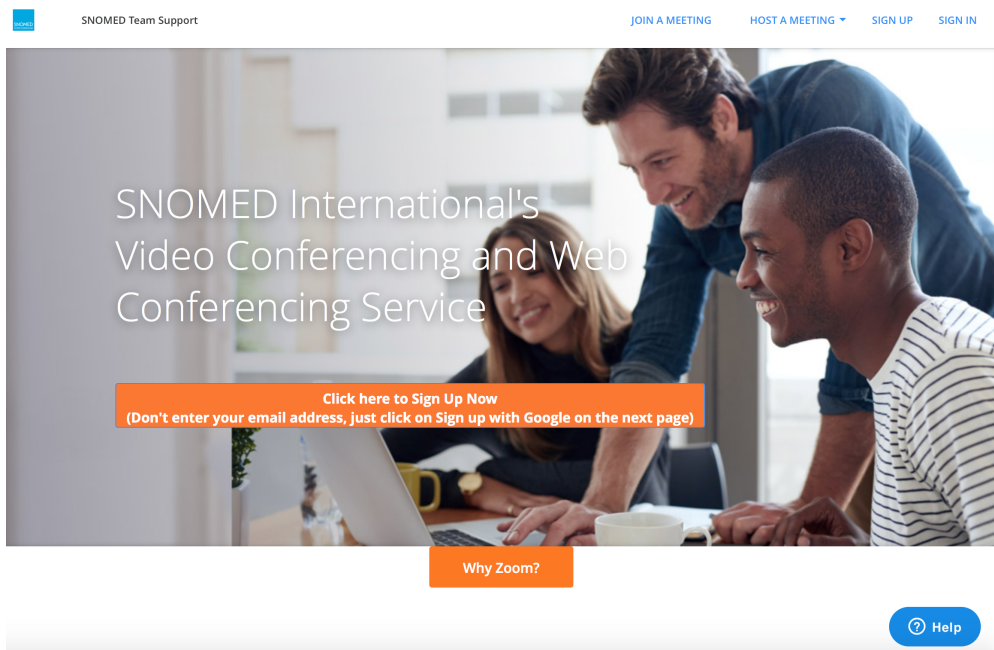 SNOMED
SNOMED Team Support
JOIN A MEETING
HOST A MEETING
SIGN UP
SIGN IN
SNOMED International's
Video Conferencing and Web
Conferencing Service
Click here to Sign Up Now
(Don't enter your email address, just click on Sign up with Google on the next page)
Why Zoom?
? Help